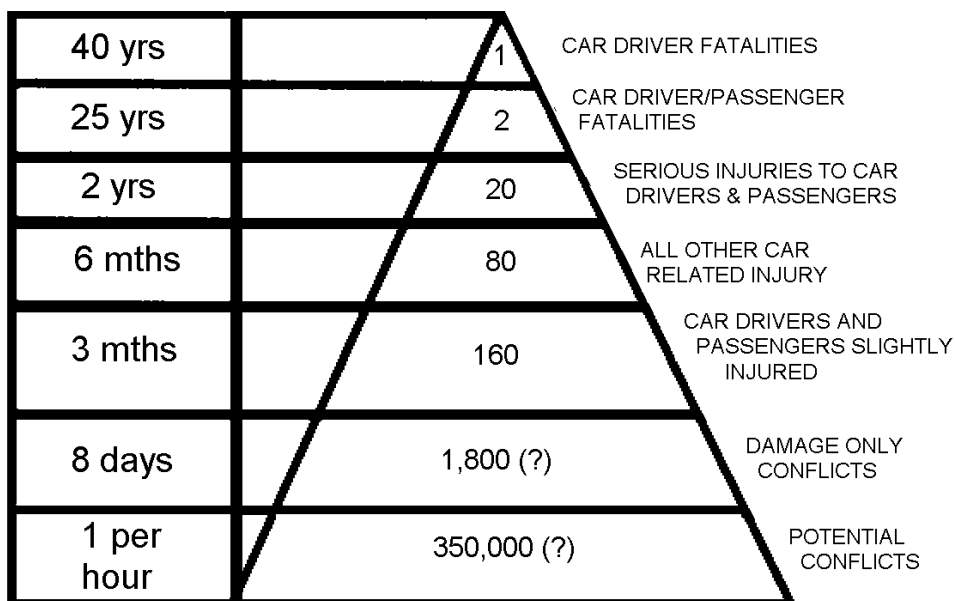 40 yrs
1
CAR DRIVER FATALITIES
25 yrs
2
CAR DRIVER/PASSENGER
FATALITIES
2 yrs
20
SERIOUS INJURIES TO CAR
DRIVERS & PASSENGERS
6 mths
80
ALL OTHER CAR
RELATED INJURY
3 mths
160
CAR DRIVERS AND
PASSENGERS SLIGHTLY
INJURED
8 days
1,800 (?)
DAMAGE ONLY
CONFLICTS
1 per
hour
350,000 (?)
POTENTIAL
CONFLICTS